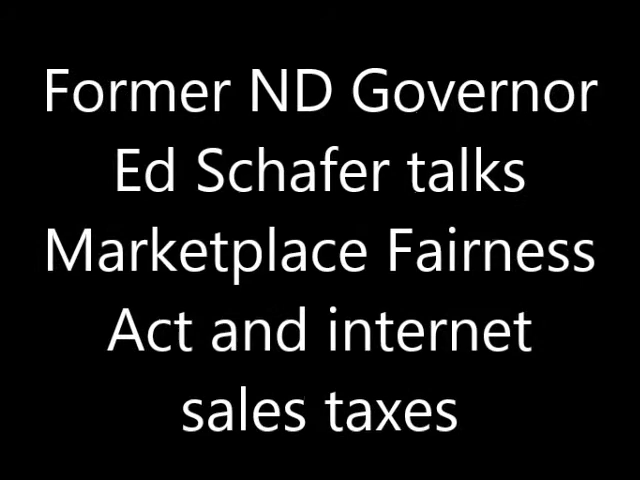 Former ND Governor
Ed Schafer talks
Marketplace Fairness
Act and internet
sales taxes